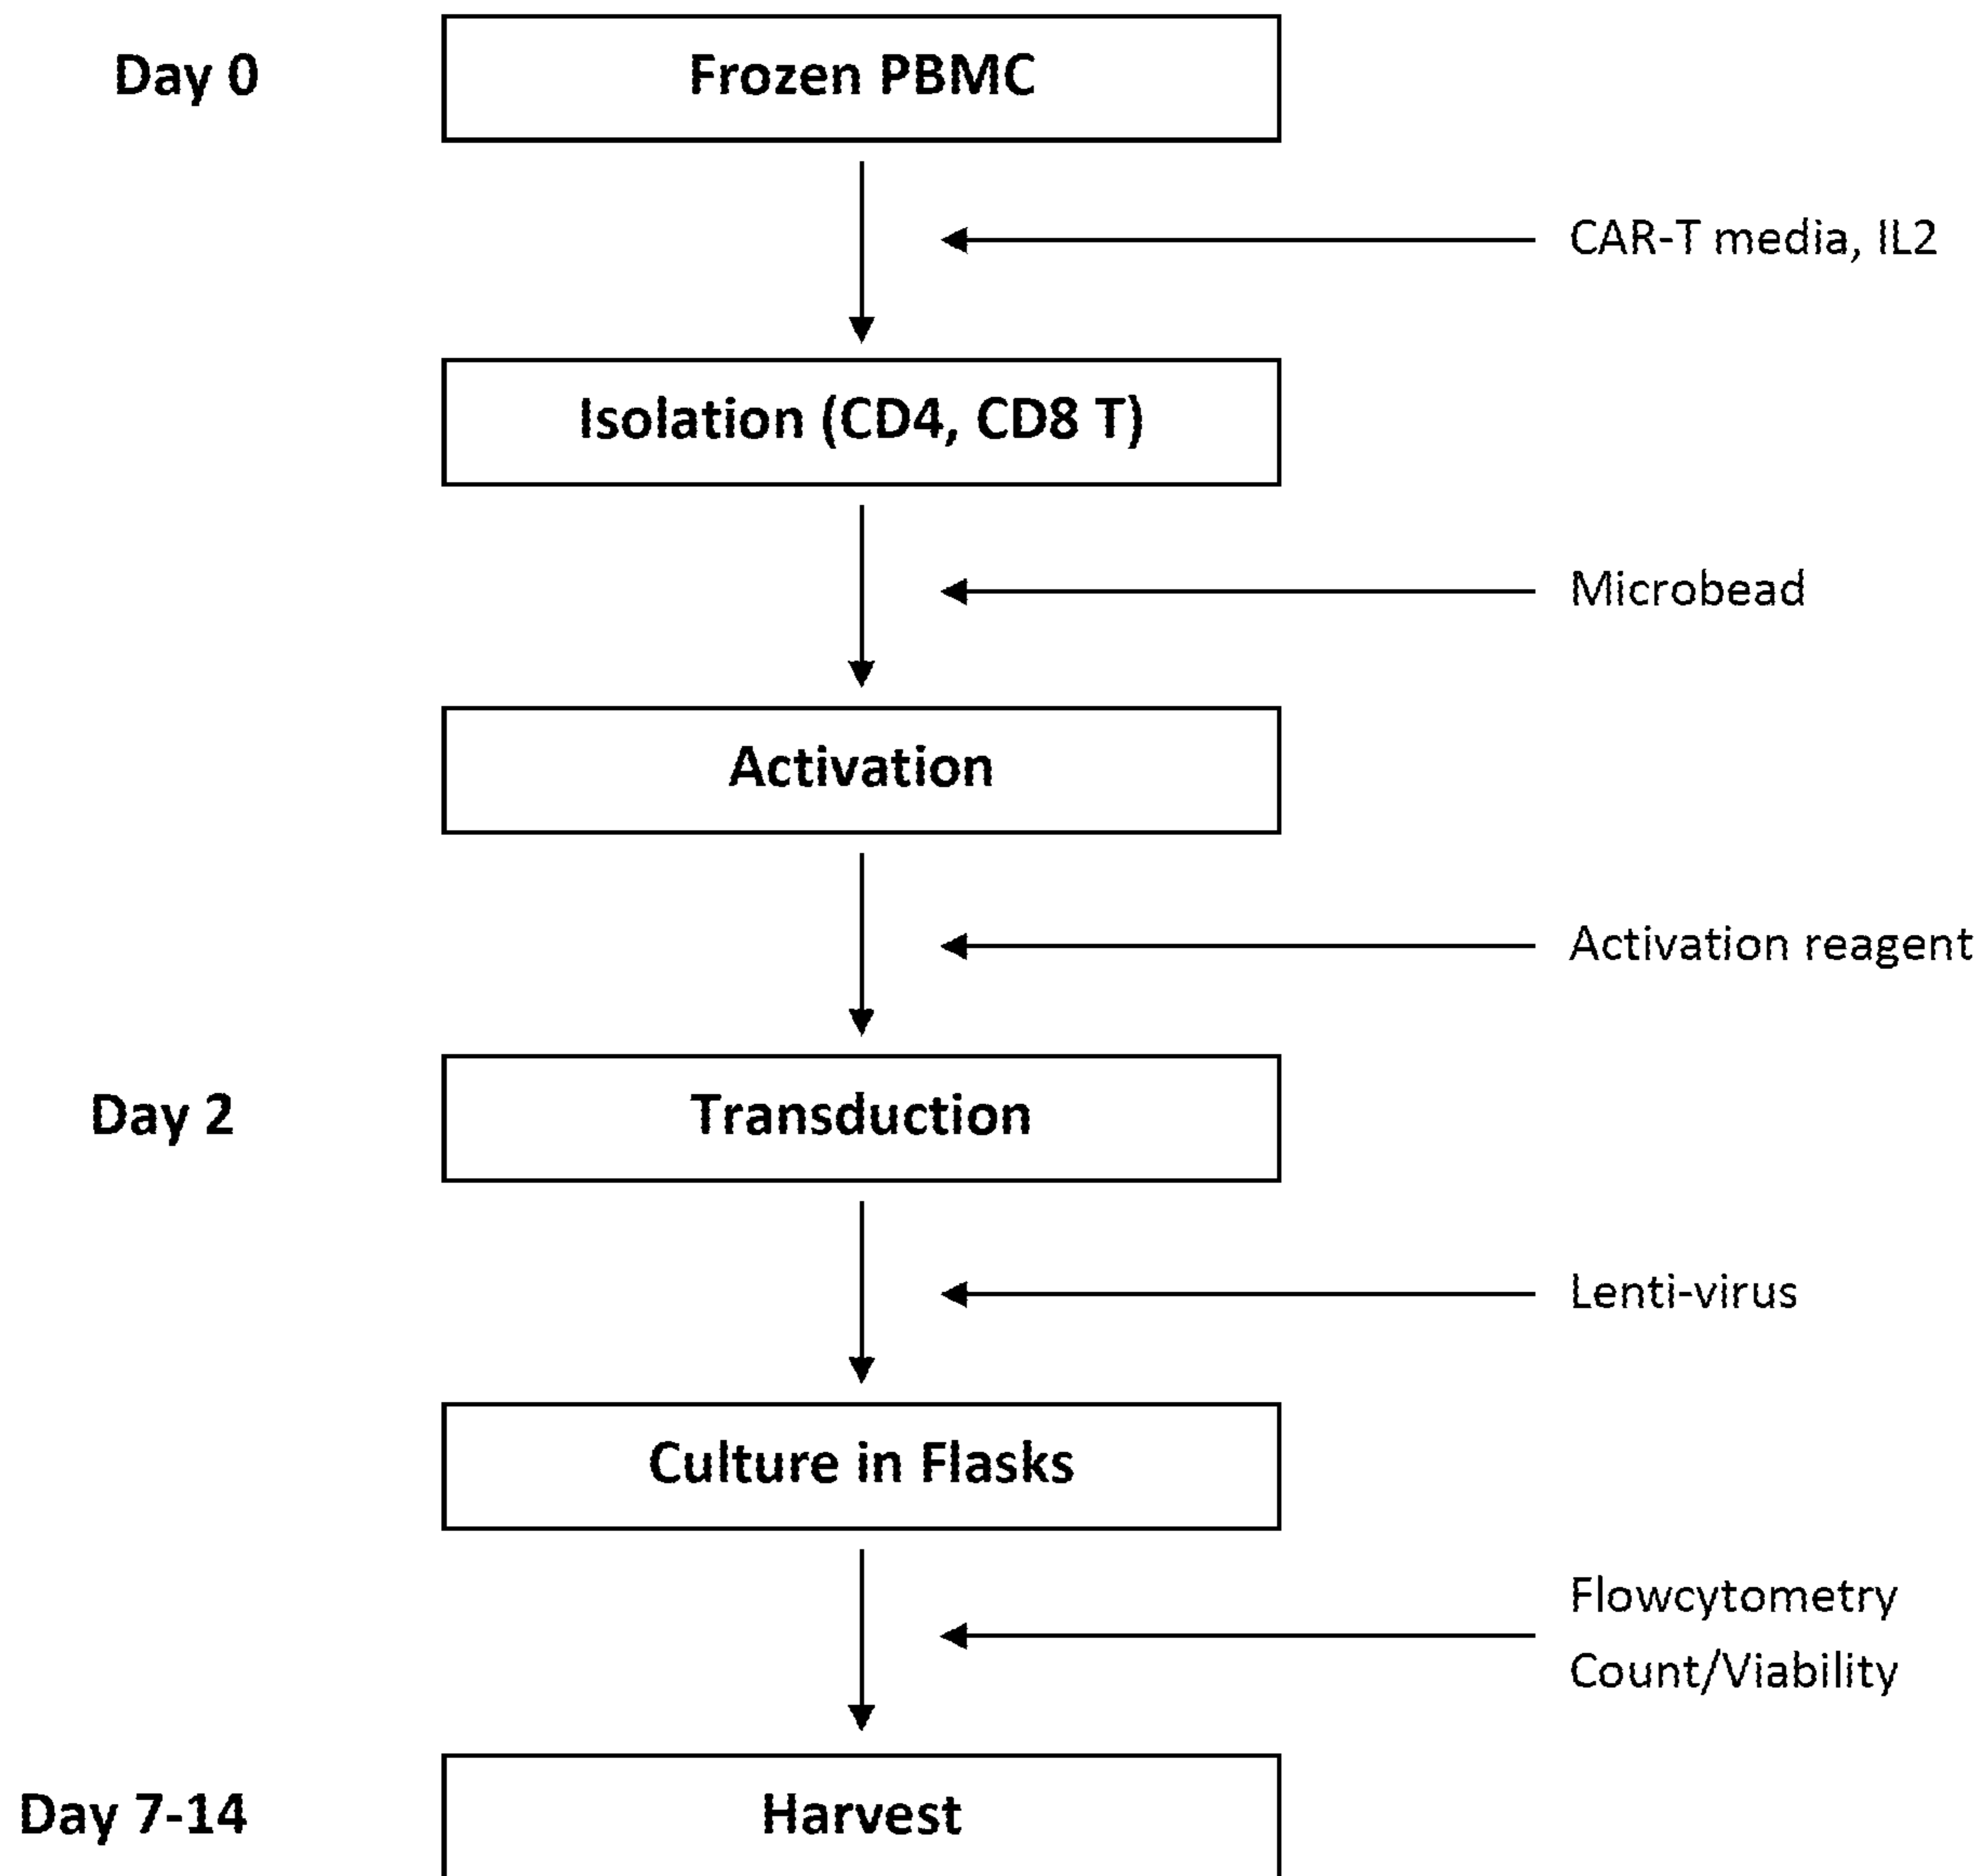 Day 0
Frozen PBMC
CAR-T media, IL2
Isolation (CD4, CD8 T)
Microbead
Activation
Activation reagent
Day 2
Transduction
Lenti-virus
Culture in Flasks
Flowcytometry
Count/Viability
Day 7-14
Harvest